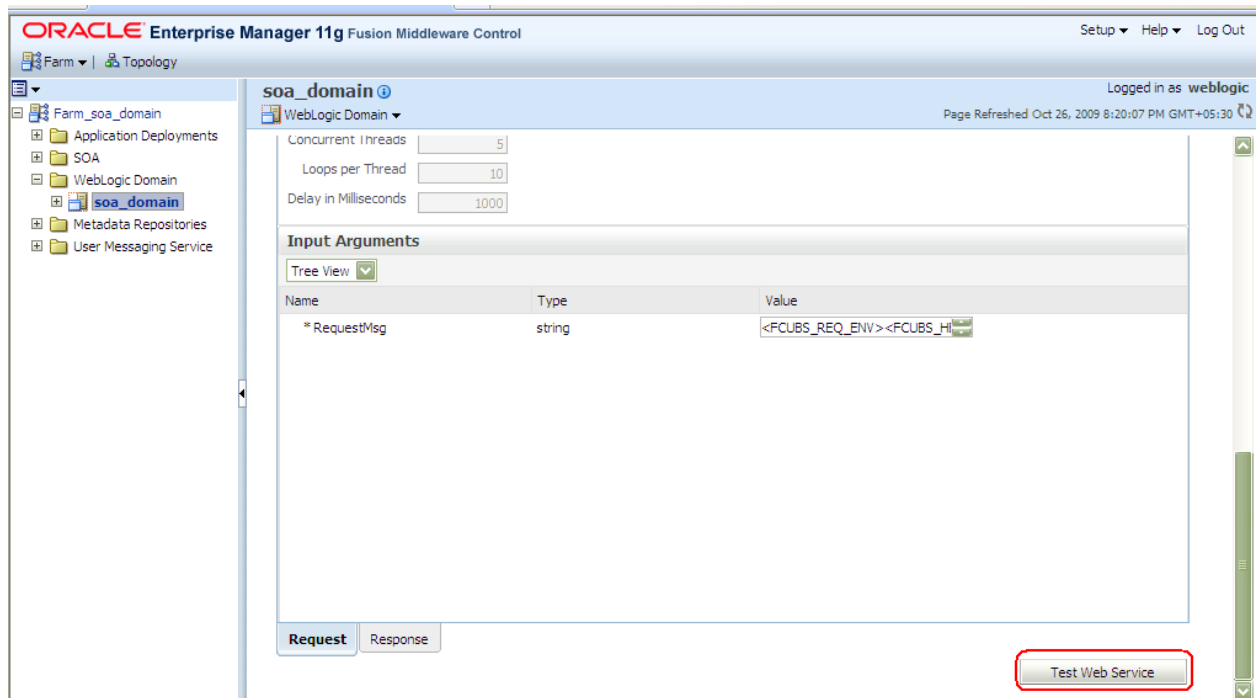 ORACLE Enterprise Manager 11g Fusion Middleware Control
Setup Help Log Out
Farm | Topology
soa_domain
Logged in as weblogic
WebLogic Domain
Page Refreshed Oct 26, 2009 8:20:07 PM GMT+05:30
Farm_soa_domain
Application Deployments
SOA
WebLogic Domain
soa_domain
Metadata Repositories
User Messaging Service
Concurrent Threads 5
Loops per Thread 10
Delay in Milliseconds 1000
Input Arguments
Tree View
Name Type Value
* RequestMsg string <FCUBS_REQ_ENV><FCUBS_H
Request Response
Test Web Service